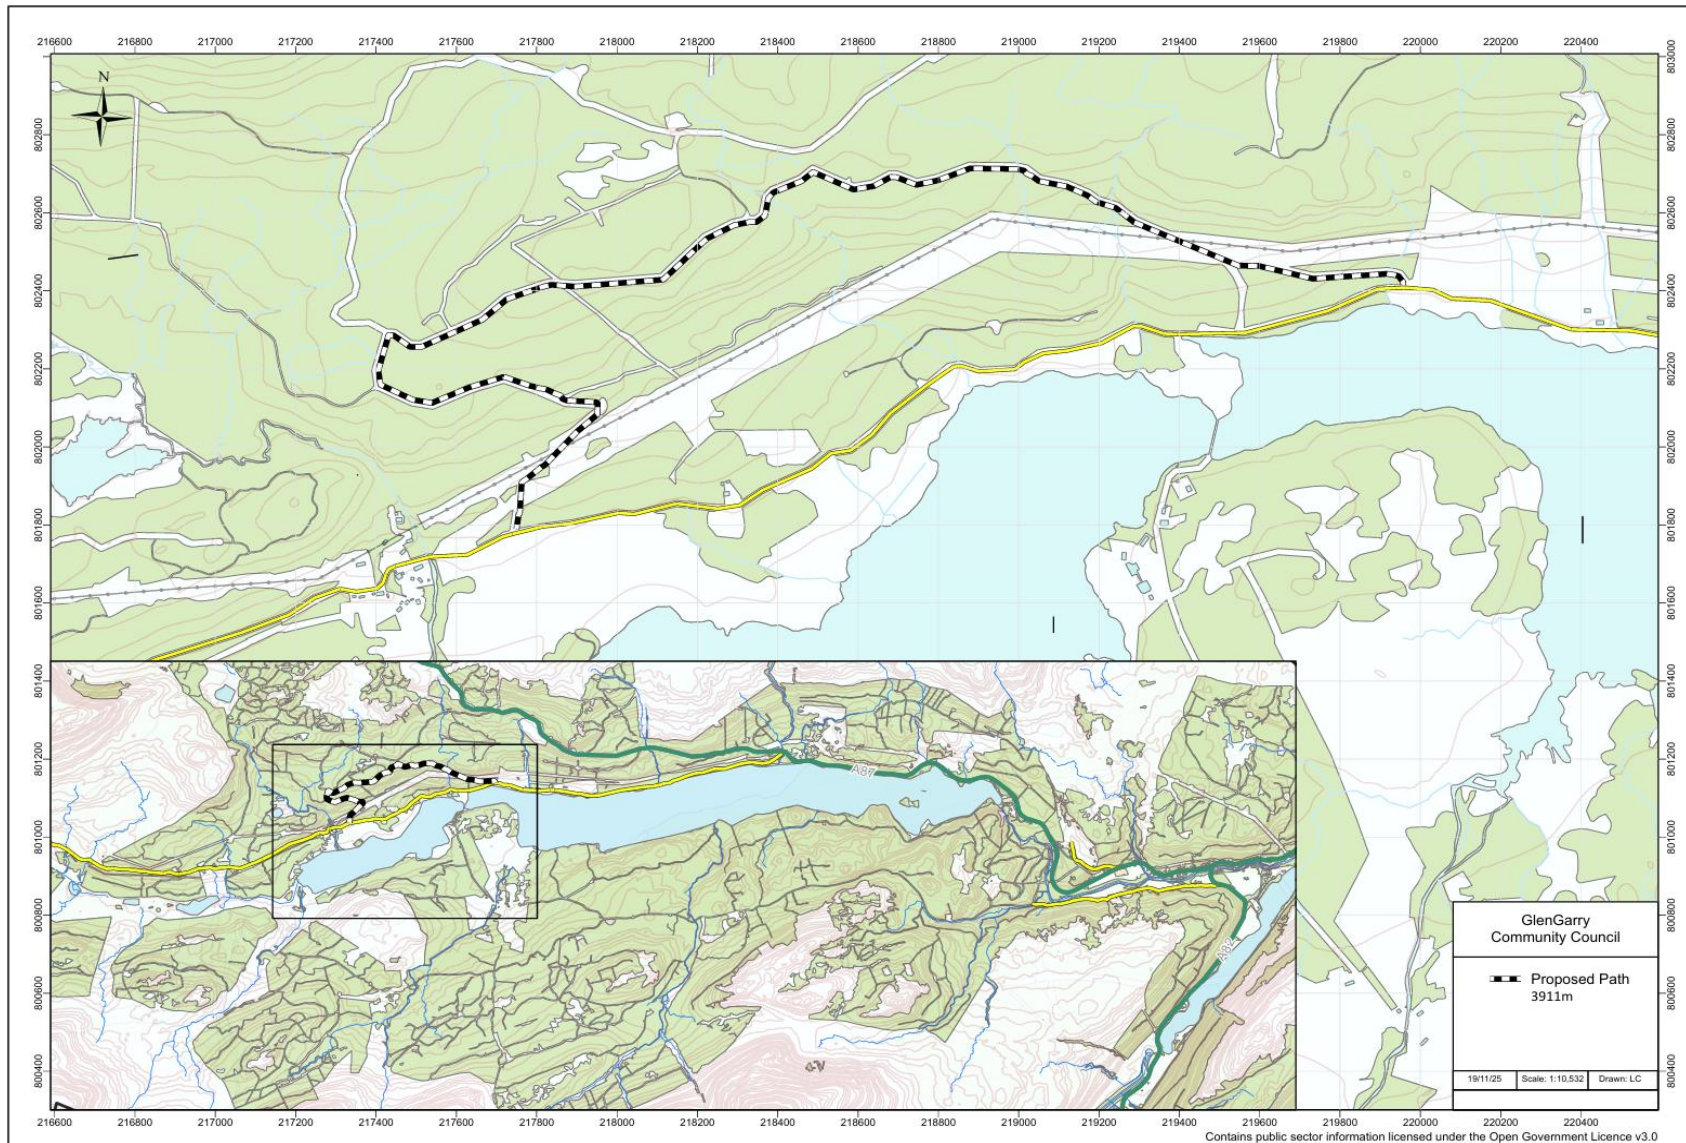 216600 216800 217000 217200 217400 217600 217800 218000 218200 218400 218600 218800 219000 219200 219400 219600 219800 220000 220200 220400
803000
N
802800 802800
802600 802600
802400 802400
802200 802200
802000 802000
801800 801800
801600 801600
801400 801400
801200 801200
A87
801000 801000
800800 800800
GlenGarry
Community Council
A82
Proposed Path
3911m
800600 800600
800400 800400
19/11/25 Scale: 1:10,532 Drawn: LC
216600 216800 217000 217200 217400 217600 217800 218000 218200 218400 218600 218800 219000 219200 219400 219600 219800 220000 220200 220400
Contains public sector information licensed under the Open Government Licence v3.0